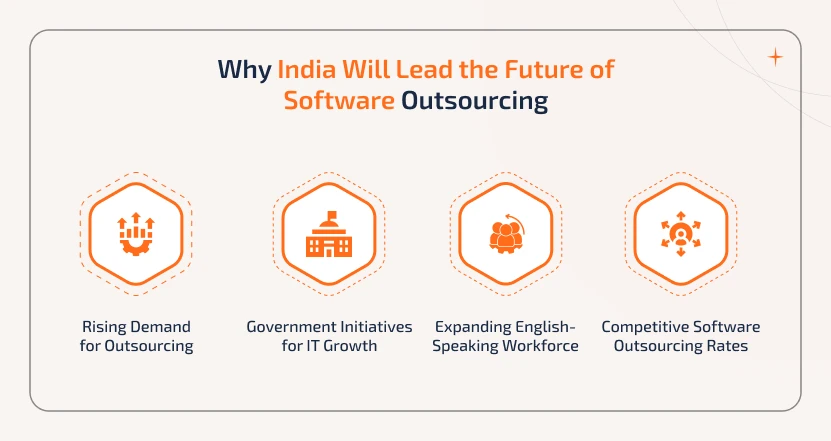 Why India Will Lead the Future of
Software Outsourcing
Rising Demand
for Outsourcing
Government Initiatives
for IT Growth
Expanding English-
Speaking Workforce
Competitive Software
Outsourcing Rates